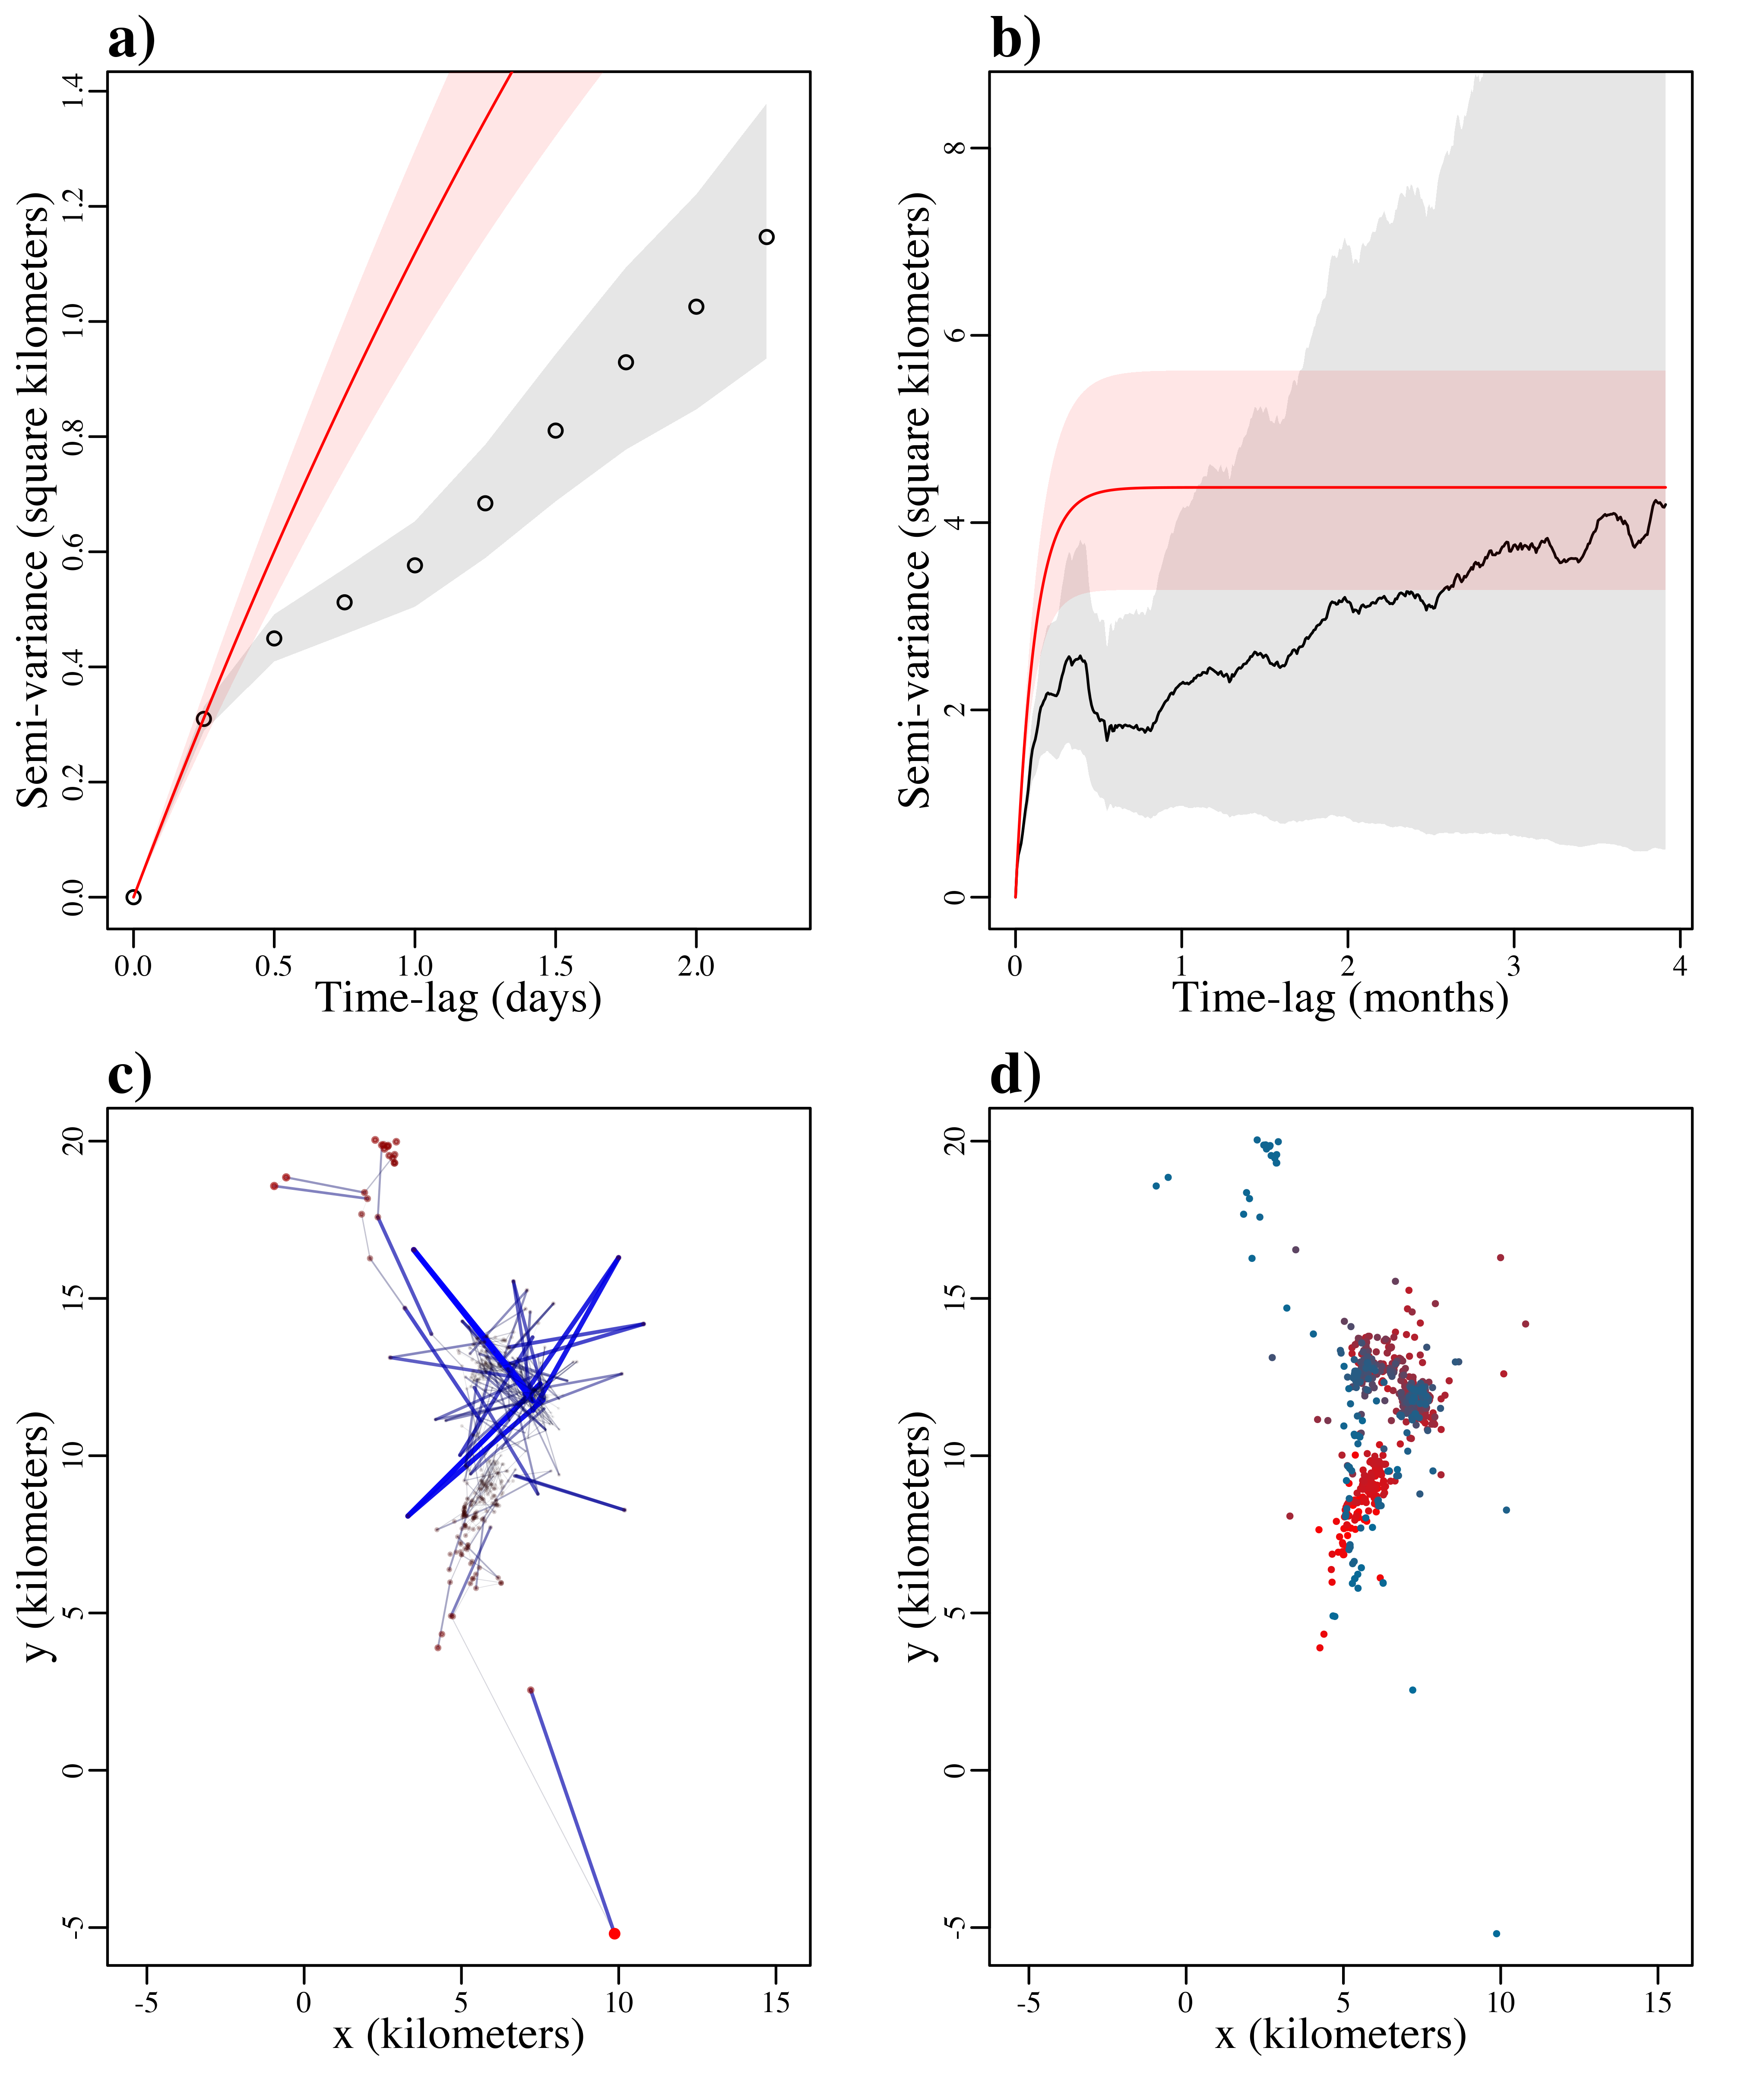 a)
Semi-variance (square kilometers)
0.0 0.2 0.4 0.6 0.8 1.0 1.2 1.4
0.0 0.5 1.0 1.5 2.0
Time-lag (days)
b)
Semi-variance (square kilometers)
0 2 4 6 8
0 1 2 3 4
Time-lag (months)
c)
y (kilometers)
-5 0 5 10 15 20
-5 0 5 10 15
x (kilometers)
d)
y (kilometers)
-5 0 5 10 15 20
-5 0 5 10 15
x (kilometers)